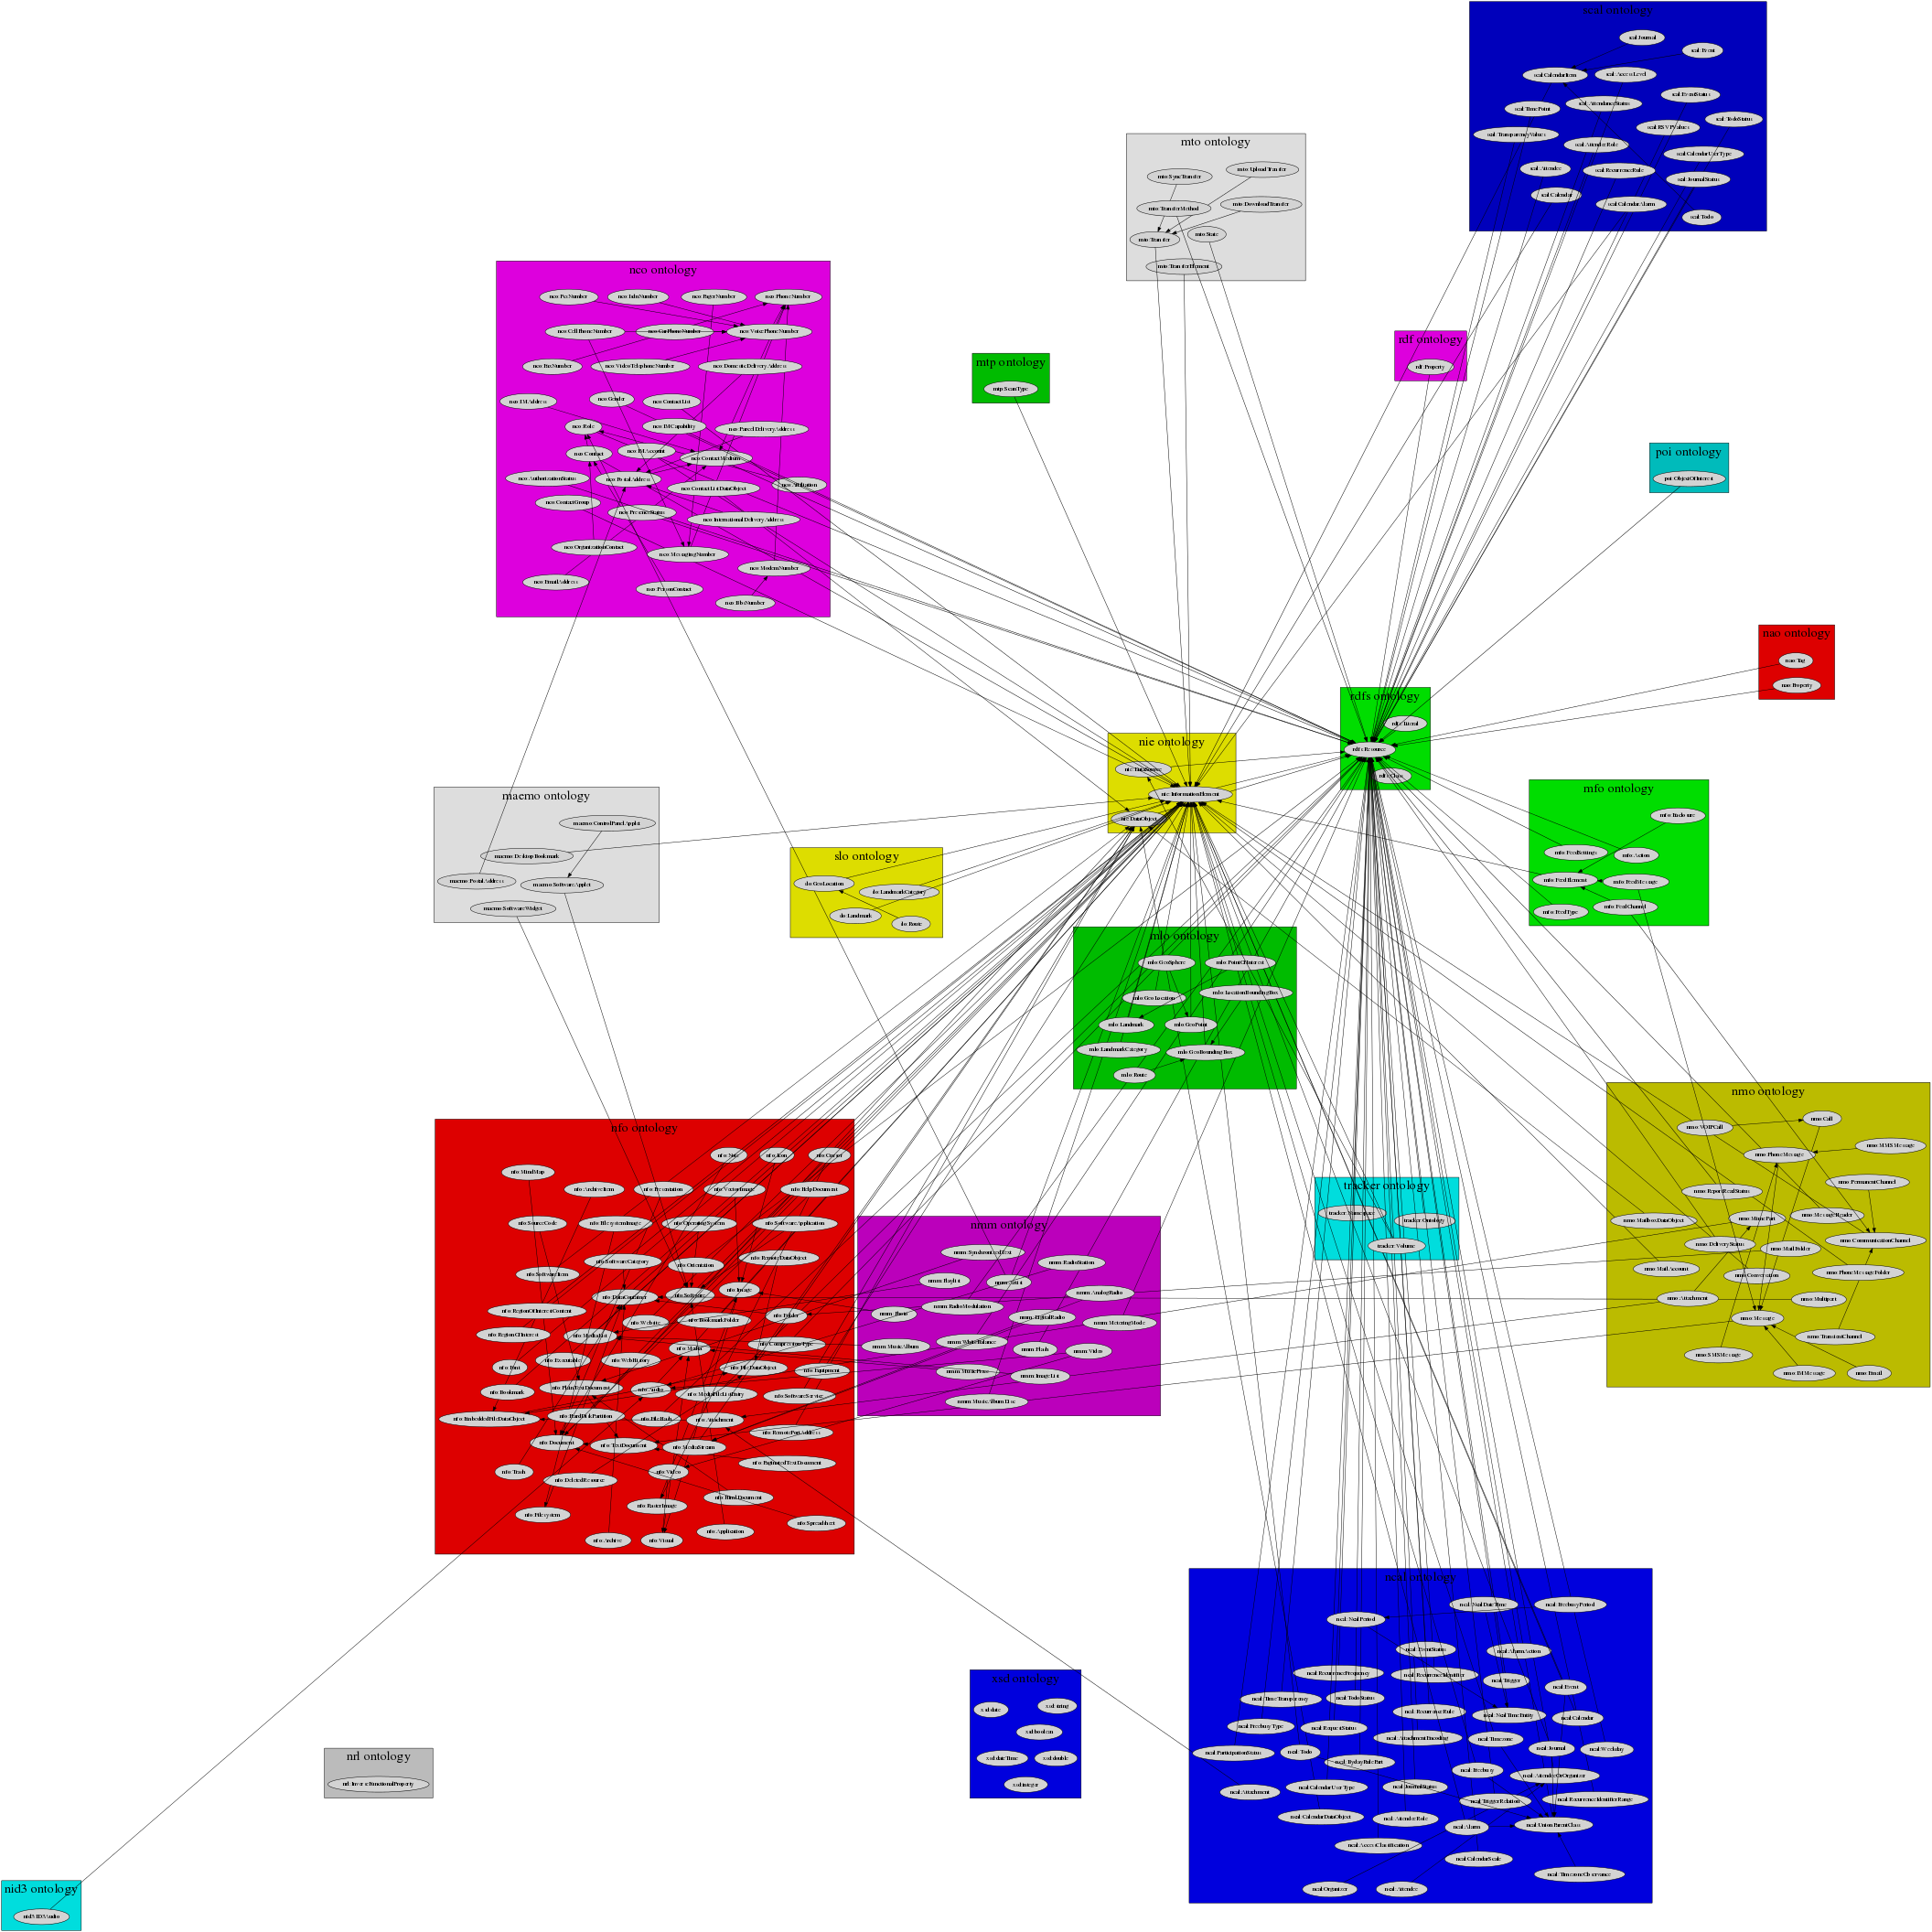 scal ontology
scal:Journal
scal:Event
scal:CalendarItem
scal:AccessLevel
scal:EventStatus
scal:AttendanceStatus
scal:TimePoint
scal:TodoStatus
scal:RSVPValues
scal:TransparencyValues
scal:AttendeeRole
scal:CalendarUserType
scal:Attendee
scal:RecurrenceRule
scal:JournalStatus
scal:Calendar
scal:CalendarAlarm
scal:Todo
mto ontology
mto:SyncTransfer
mto:UploadTransfer
mto:TransferMethod
mto:DownloadTransfer
mto:Transfer
mto:State
mto:TransferElement
nco ontology
nco:FaxNumber
nco:IsdnNumber
nco:PagerNumber
nco:PhoneNumber
nco:CellPhoneNumber
nco:CarPhoneNumber
nco:VoicePhoneNumber
nco:PcsNumber
nco:VideoTelephoneNumber
nco:DomesticDeliveryAddress
nco:IMAddress
nco:Gender
nco:ContactList
nco:Role
nco:IMCapability
nco:ParcelDeliveryAddress
nco:Contact
nco:IMAccount
nco:ContactMedium
nco:AuthorizationStatus
nco:PostalAddress
nco:ContactListDataObject
nco:Affiliation
nco:ContactGroup
nco:PresenceStatus
nco:InternationalDeliveryAddress
nco:OrganizationContact
nco:MessagingNumber
nco:ModemNumber
nco:EmailAddress
nco:PersonContact
nco:BbsNumber
mtp ontology
mtp:ScanType
rdf ontology
rdf:Property
poi ontology
poi:ObjectOfInterest
nao ontology
nao:Tag
nao:Property
rdfs ontology
rdfs:Literal
rdfs:Resource
rdfs:Class
nie ontology
nie:DataSource
nie:InformationElement
nie:DataObject
maemo ontology
maemo:ControlPanelApplet
maemo:DesktopBookmark
maemo:PostalAddress
maemo:SoftwareApplet
maemo:SoftwareWidget
slo ontology
slo:GeoLocation
slo:LandmarkCategory
slo:Landmark
slo:Route
mfo ontology
mfo:Enclosure
mfo:FeedSettings
mfo:Action
mfo:FeedElement
mfo:FeedMessage
mfo:FeedChannel
mfo:FeedType
mlo ontology
mlo:GeoSphere
mlo:PointOfInterest
mlo:GeoLocation
mlo:LocationBoundingBox
mlo:Landmark
mlo:GeoPoint
mlo:LandmarkCategory
mlo:GeoBoundingBox
mlo:Route
nmo ontology
nmo:VOIPCall
nmo:Call
nmo:PhoneMessage
nmo:MMSMessage
nmo:PermanentChannel
nmo:ReportReadStatus
nmo:MessageHeader
nmo:MailboxDataObject
nmo:MimePart
nmo:DeliveryStatus
nmo:MailFolder
nmo:CommunicationChannel
nmo:MailAccount
nmo:Conversation
nmo:PhoneMessageFolder
nmo:Attachment
nmo:Multipart
nmo:Message
nmo:TransientChannel
nmo:SMSMessage
nmo:IMMessage
nmo:Email
nfo ontology
nfo:Note
nfo:Icon
nfo:Cursor
nfo:MindMap
nfo:ArchiveItem
nfo:Presentation
nfo:VectorImage
nfo:HelpDocument
nfo:SourceCode
nfo:FilesystemImage
nfo:OperatingSystem
nfo:SoftwareApplication
nfo:SoftwareItem
nfo:SoftwareCategory
nfo:Orientation
nfo:RemoteDataObject
nfo:RegionOfInterestContent
nfo:DataContainer
nfo:Software
nfo:Image
nfo:Folder
nfo:RegionOfInterest
nfo:MediaList
nfo:Website
nfo:BookmarkFolder
nfo:CompressionType
nfo:Font
nfo:Executable
nfo:WebHistory
nfo:Media
nfo:FileDataObject
nfo:Equipment
nfo:Bookmark
nfo:PlainTextDocument
nfo:Audio
nfo:MediaFileListEntry
nfo:SoftwareService
nfo:EmbeddedFileDataObject
nfo:HardDiskPartition
nfo:FileHash
nfo:Attachment
nfo:RemotePortAddress
nfo:Document
nfo:TextDocument
nfo:MediaStream
nfo:PaginatedTextDocument
nfo:Trash
nfo:DeletedResource
nfo:Video
nfo:HtmlDocument
nfo:Filesystem
nfo:RasterImage
nfo:Spreadsheet
nfo:Archive
nfo:Visual
nfo:Application
nmm ontology
nmm:SynchronizedText
nmm:RadioStation
nmm:Playlist
nmm:Artist
nmm:AnalogRadio
nmm:Photo
nmm:RadioModulation
nmm:DigitalRadio
nmm:MeteringMode
nmm:MusicAlbum
nmm:WhiteBalance
nmm:Flash
nmm:Video
nmm:MusicPiece
nmm:ImageList
nmm:MusicAlbumDisc
tracker ontology
tracker:Namespace
tracker:Ontology
tracker:Volume
ncal ontology
ncal:NcalDateTime
ncal:FreebusyPeriod
ncal:NcalPeriod
ncal:EventStatus
ncal:AlarmAction
ncal:RecurrenceFrequency
ncal:RecurrenceIdentifier
ncal:Trigger
ncal:Event
ncal:TimeTransparency
ncal:TodoStatus
ncal:RecurrenceRule
ncal:NcalTimeEntity
ncal:Calendar
ncal:FreebusyType
ncal:RequestStatus
ncal:AttachmentEncoding
ncal:Timezone
ncal:Journal
ncal:Weekday
ncal:ParticipationStatus
ncal:Todo
ncal:BydayRulePart
ncal:Freebusy
ncal:AttendeeOrOrganizer
ncal:Attachment
ncal:CalendarUserType
ncal:JournalStatus
ncal:TriggerRelation
ncal:RecurrenceIdentifierRange
ncal:CalendarDataObject
ncal:AttendeeRole
ncal:Alarm
ncal:UnionParentClass
ncal:AccessClassification
ncal:CalendarScale
ncal:TimezoneObservance
ncal:Organizer
ncal:Attendee
xsd ontology
xsd:date
xsd:string
xsd:boolean
xsd:dateTime
xsd:double
xsd:integer
nrl ontology
nrl:InverseFunctionalProperty
nid3 ontology
nid3:ID3Audio